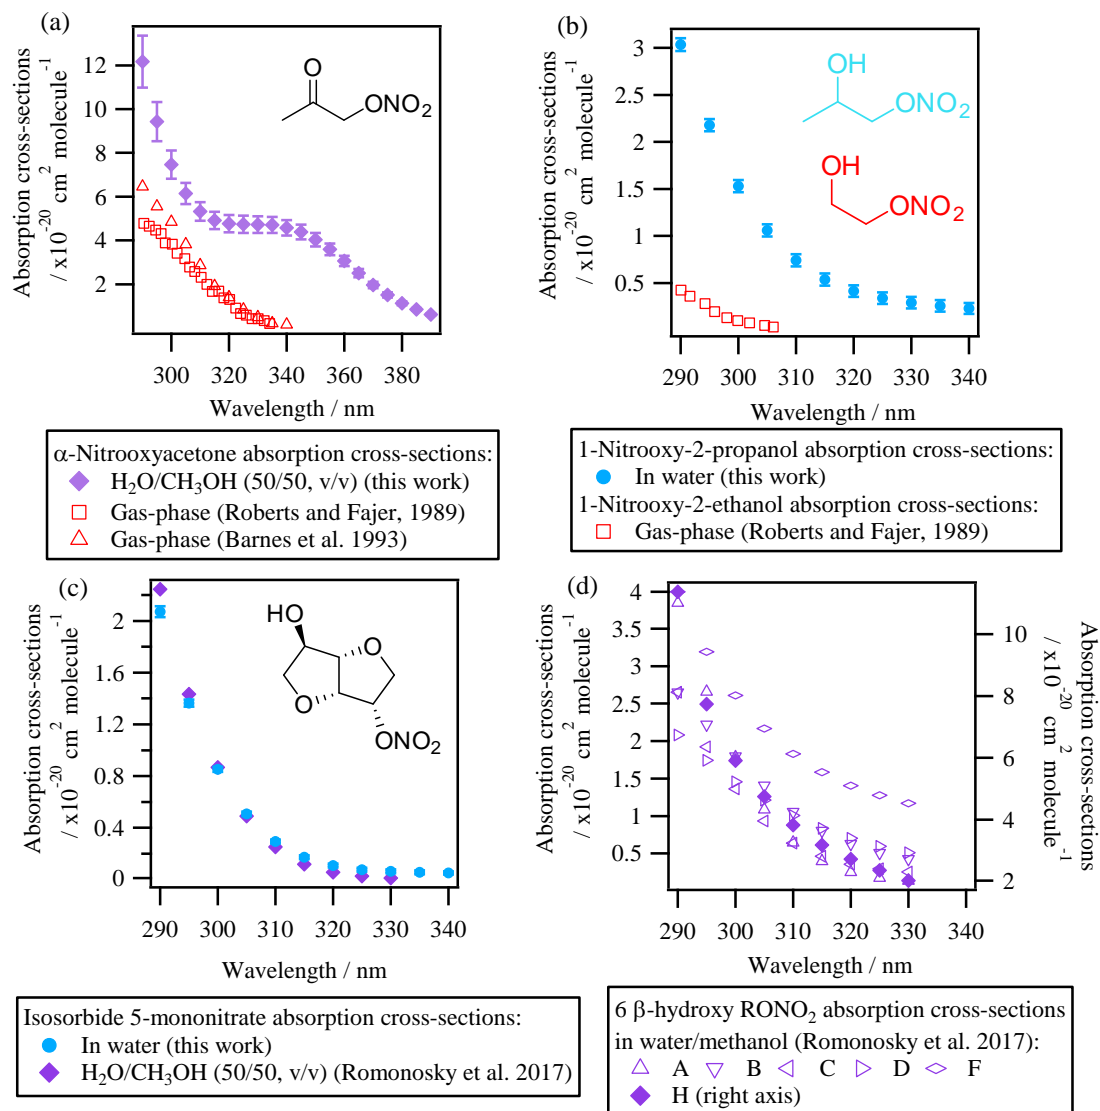 (a)
Absorption cross-sections
/ x10⁻²⁰ cm² molecule⁻¹
12
10
8
6
4
2
O
ONO₂
300 320 340 360 380
Wavelength / nm
α-Nitrooxyacetone absorption cross-sections:
H₂O/CH₃OH (50/50, v/v) (this work)
Gas-phase (Roberts and Fajer, 1989)
Gas-phase (Barnes et al. 1993)
(b)
Absorption cross-sections
/ x10⁻²⁰ cm² molecule⁻¹
3
2.5
2
1.5
1
0.5
OH
ONO₂
OH
ONO₂
290 300 310 320 330 340
Wavelength / nm
1-Nitrooxy-2-propanol absorption cross-sections:
In water (this work)
1-Nitrooxy-2-ethanol absorption cross-sections:
Gas-phase (Roberts and Fajer, 1989)
(c)
Absorption cross-sections
/ x10⁻²⁰ cm² molecule⁻¹
2
1.6
1.2
0.8
0.4
0
HO
O
O
ONO₂
290 300 310 320 330 340
Wavelength / nm
Isosorbide 5-mononitrate absorption cross-sections:
In water (this work)
H₂O/CH₃OH (50/50, v/v) (Romonosky et al. 2017)
(d)
Absorption cross-sections
/ x10⁻²⁰ cm² molecule⁻¹
4
3.5
3
2.5
2
1.5
1
0.5
10
8
6
4
2
Absorption cross-sections
/ x10⁻²⁰ cm² molecule⁻¹
290 300 310 320 330 340
Wavelength / nm
6 β-hydroxy RONO₂ absorption cross-sections
in water/methanol (Romonosky et al. 2017):
A B C D F
H (right axis)